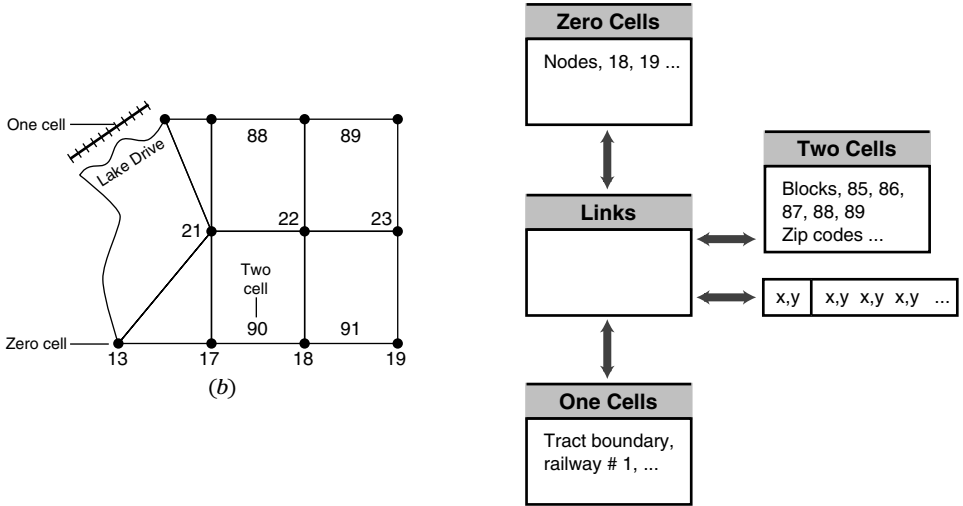 One cell
Lake Drive
88
89
21
22
23
Two
cell
90
91
Zero cell
13
17
18
19
(b)
Zero Cells
Nodes, 18, 19 ...
Links
Two Cells
Blocks, 85, 86,
87, 88, 89
Zip codes ...
x,y x,y x,y x,y ...
One Cells
Tract boundary,
railway # 1, ...